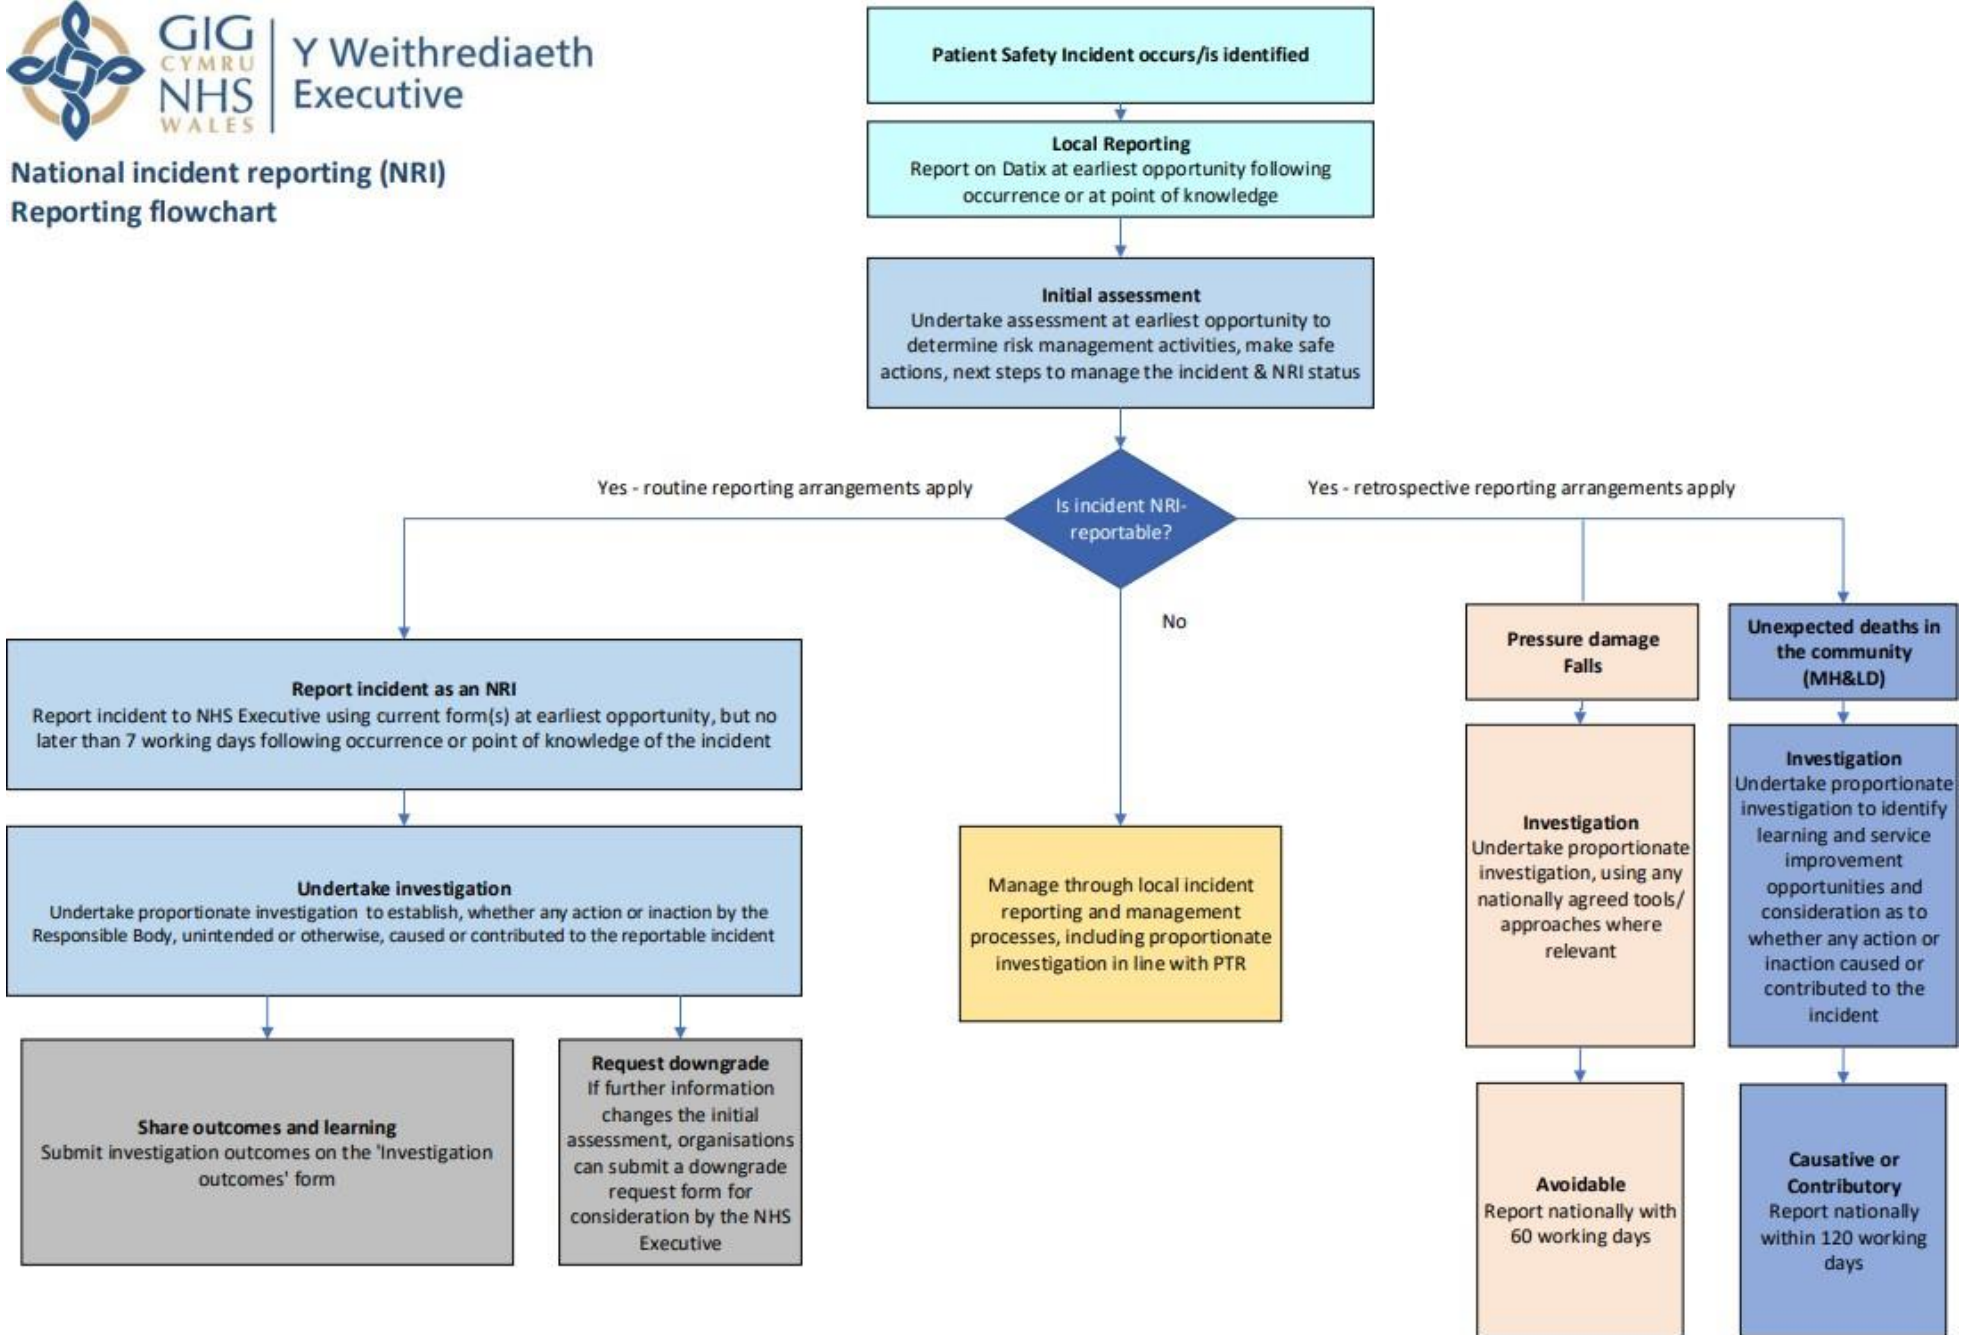 GIG
CYMRU
NHS
WALES
Y Weithrediaeth
Executive
National incident reporting (NRI)
Reporting flowchart
Patient Safety Incident occurs/is identified
Local Reporting
Report on Datix at earliest opportunity following
occurrence or at point of knowledge
Initial assessment
Undertake assessment at earliest opportunity to
determine risk management activities, make safe
actions, next steps to manage the incident & NRI status
Is incident NRI-
reportable?
Yes - routine reporting arrangements apply
Report incident as an NRI
Report incident to NHS Executive using current form(s) at earliest opportunity, but no
later than 7 working days following occurrence or point of knowledge of the incident
Undertake investigation
Undertake proportionate investigation to establish, whether any action or inaction by the
Responsible Body, unintended or otherwise, caused or contributed to the reportable incident
Share outcomes and learning
Submit investigation outcomes on the 'Investigation
outcomes' form
Request downgrade
If further information
changes the initial
assessment, organisations
can submit a downgrade
request form for
consideration by the NHS
Executive
No
Manage through local incident
reporting and management
processes, including proportionate
investigation in line with PTR
Yes - retrospective reporting arrangements apply
Pressure damage
Falls
Investigation
Undertake proportionate
investigation, using any
nationally agreed tools/
approaches where
relevant
Avoidable
Report nationally with
60 working days
Unexpected deaths in
the community
(MH&LD)
Investigation
Undertake proportionate
investigation to identify
learning and service
improvement
opportunities and
consideration as to
whether any action or
inaction caused or
contributed to the
incident
Causative or
Contributory
Report nationally
within 120 working
days